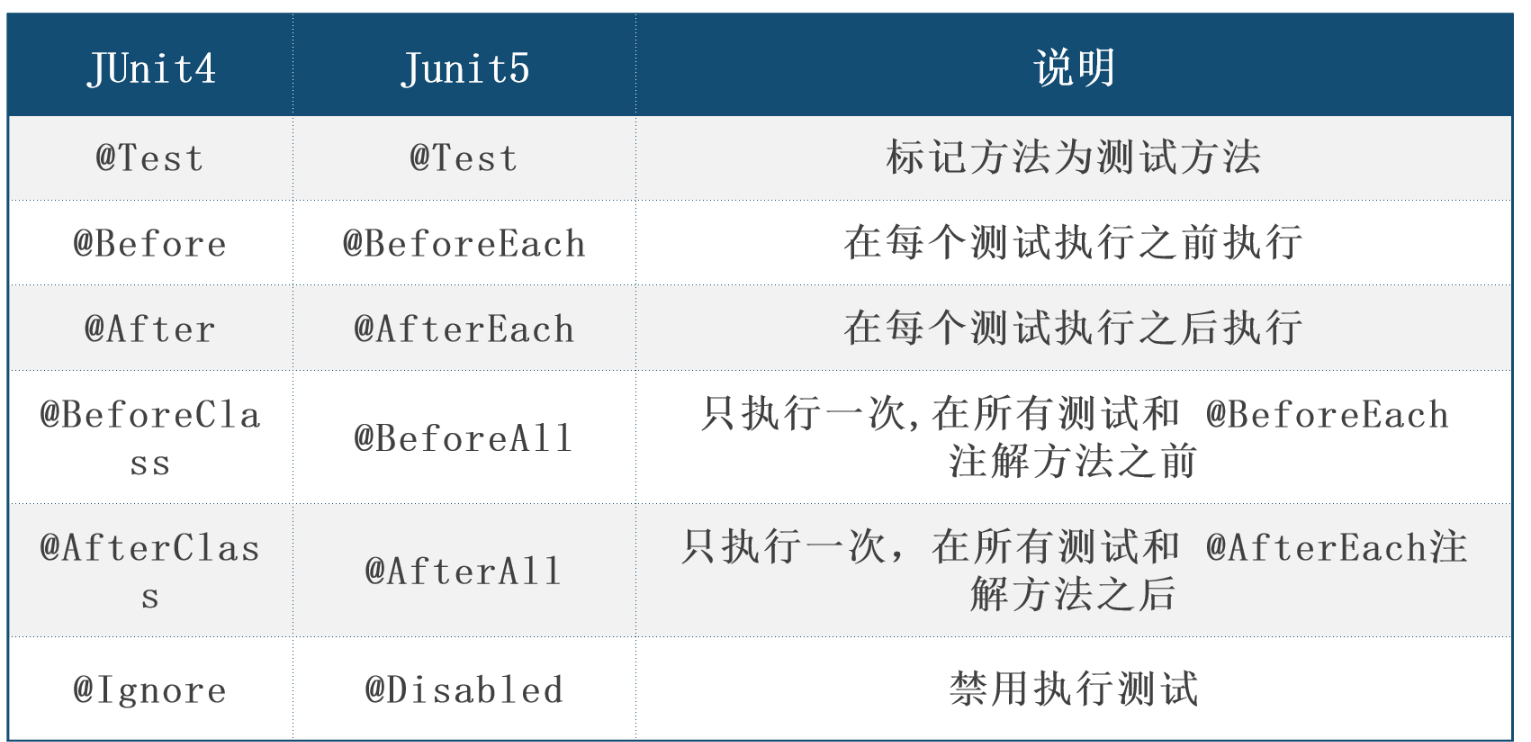 JUnit4 Junit5 说明
@Test @Test 标记方法为测试方法
@Before @BeforeEach 在每个测试执行之前执行
@After @AfterEach 在每个测试执行之后执行
@BeforeCla
ss
@BeforeAll
只执行一次,在所有测试和 @BeforeEach
注解方法之前
@AfterClas
s
@AfterAll
只执行一次，在所有测试和 @AfterEach注
解方法之后
@Ignore @Disabled 禁用执行测试